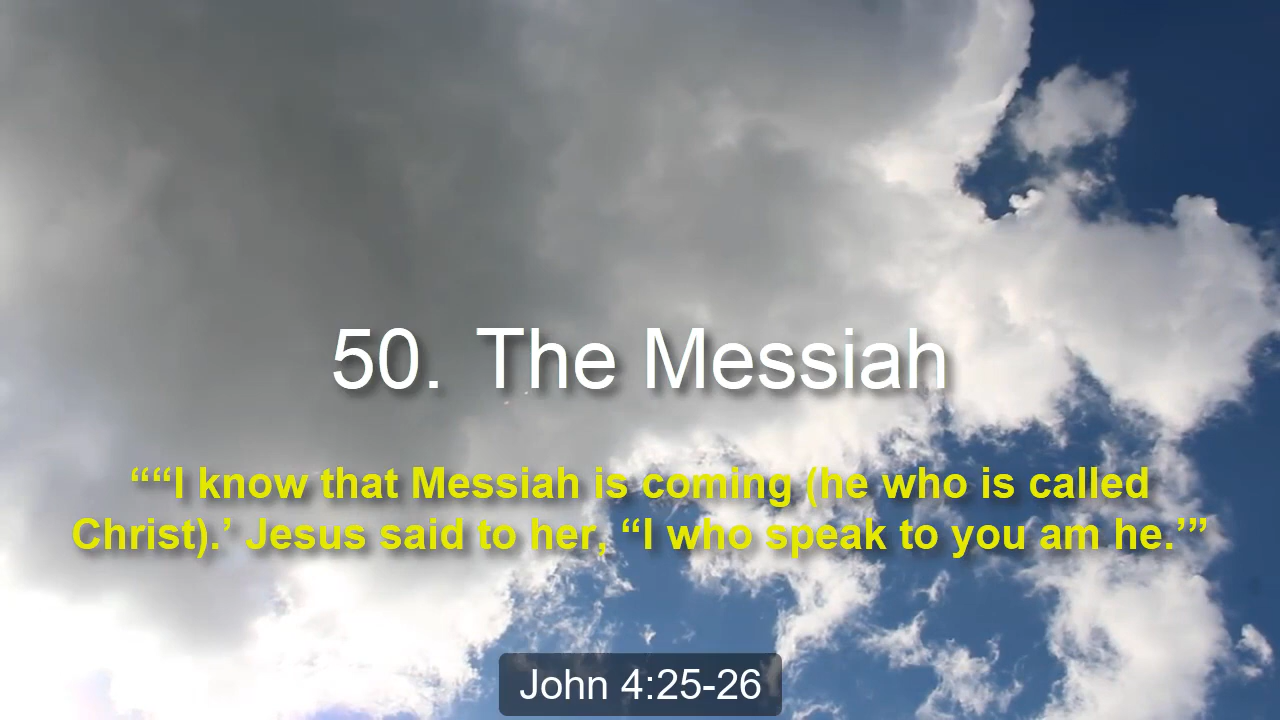 50. The Messiah
““I know that Messiah is coming (he who is called
Christ).’ Jesus said to her, “I who speak to you am he.’”
John 4:25-26